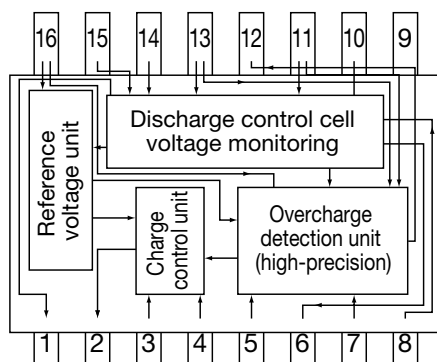 16 15 14 13 12 11 10 9
Discharge control cell
voltage monitoring
Reference
voltage unit
Charge
control unit
Overcharge
detection unit
(high-precision)
1 2 3 4 5 6 7 8